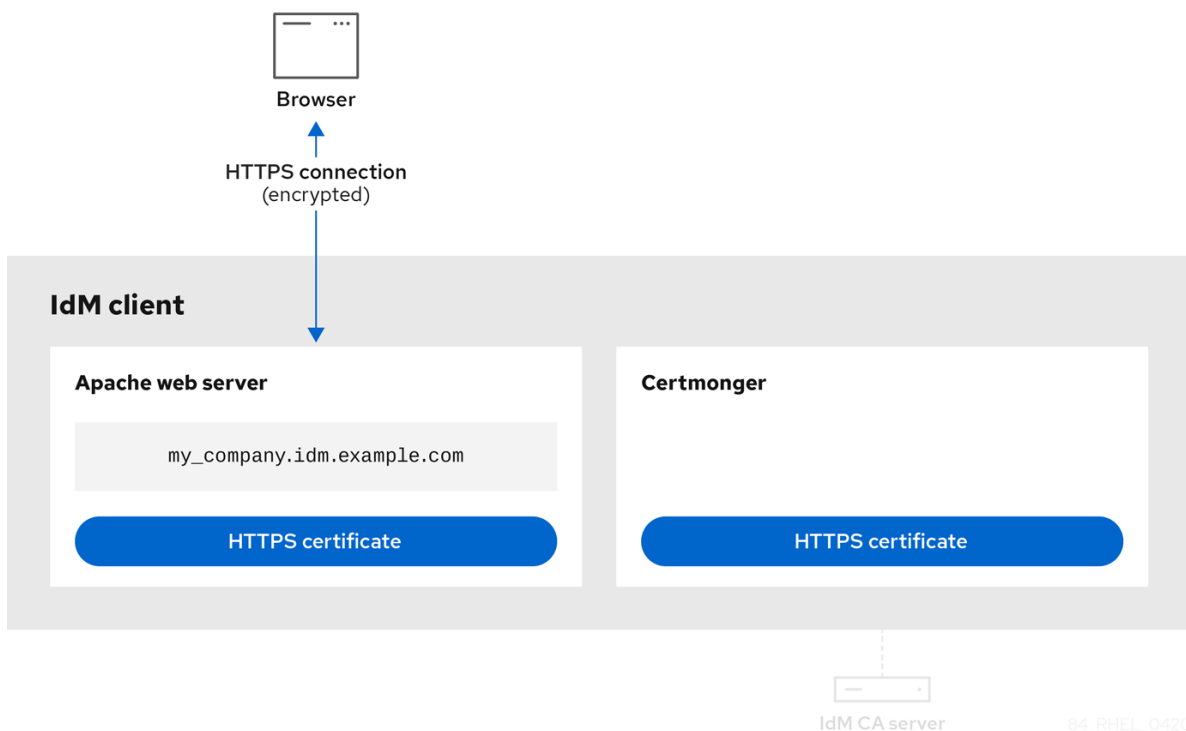 Browser
HTTPS connection
(encrypted)
IdM client
Apache web server
my_company.idm.example.com
HTTPS certificate
Certmonger
HTTPS certificate
IdM CA server
84_RHEL_0420